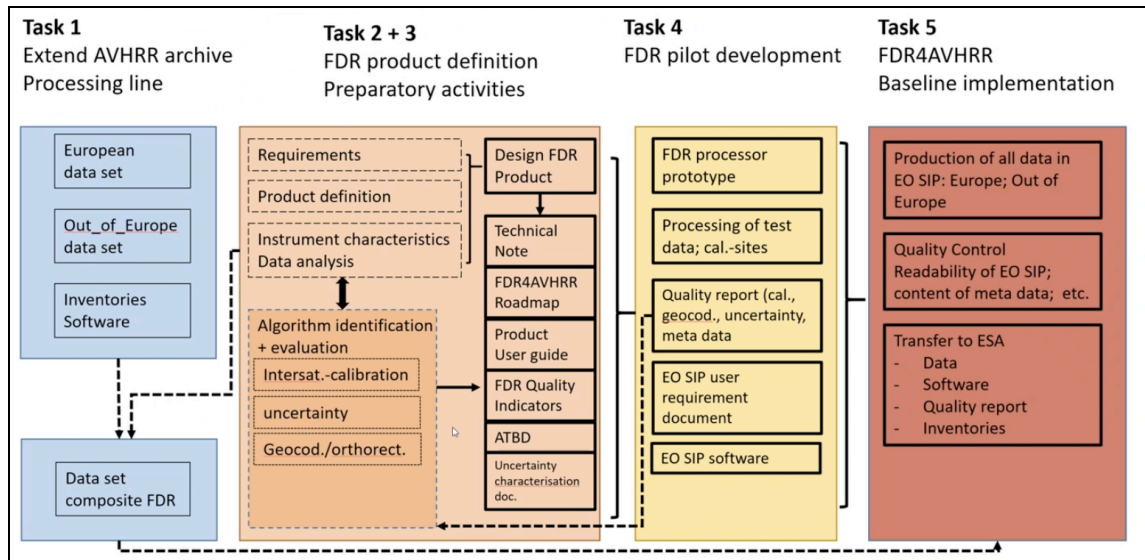 Task 1
Extend AVHRR archive
Processing line
Task 2 + 3
FDR product definition
Preparatory activities
Task 4
FDR pilot development
Task 5
FDR4AVHRR
Baseline implementation
European
data set
Out_of_Europe
data set
Inventories
Software
Data set
composite FDR
Requirements
Product definition
Instrument characteristics
Data analysis
Algorithm identification
+ evaluation
Intersat.-calibration
uncertainty
Geocod./orthorect.
Design FDR
Product
Technical
Note
FDR4AVHRR
Roadmap
Product
User guide
FDR Quality
Indicators
ATBD
Uncertainty
characterisation
doc.
FDR processor
prototype
Processing of test
data; cal.-sites
Quality report (cal.,
geocod., uncertainty,
meta data
EO SIP user
requirement
document
EO SIP software
Production of all data in
EO SIP: Europe; Out of
Europe
Quality Control
Readability of EO SIP;
content of meta data; etc.
Transfer to ESA
- Data
- Software
- Quality report
- Inventories